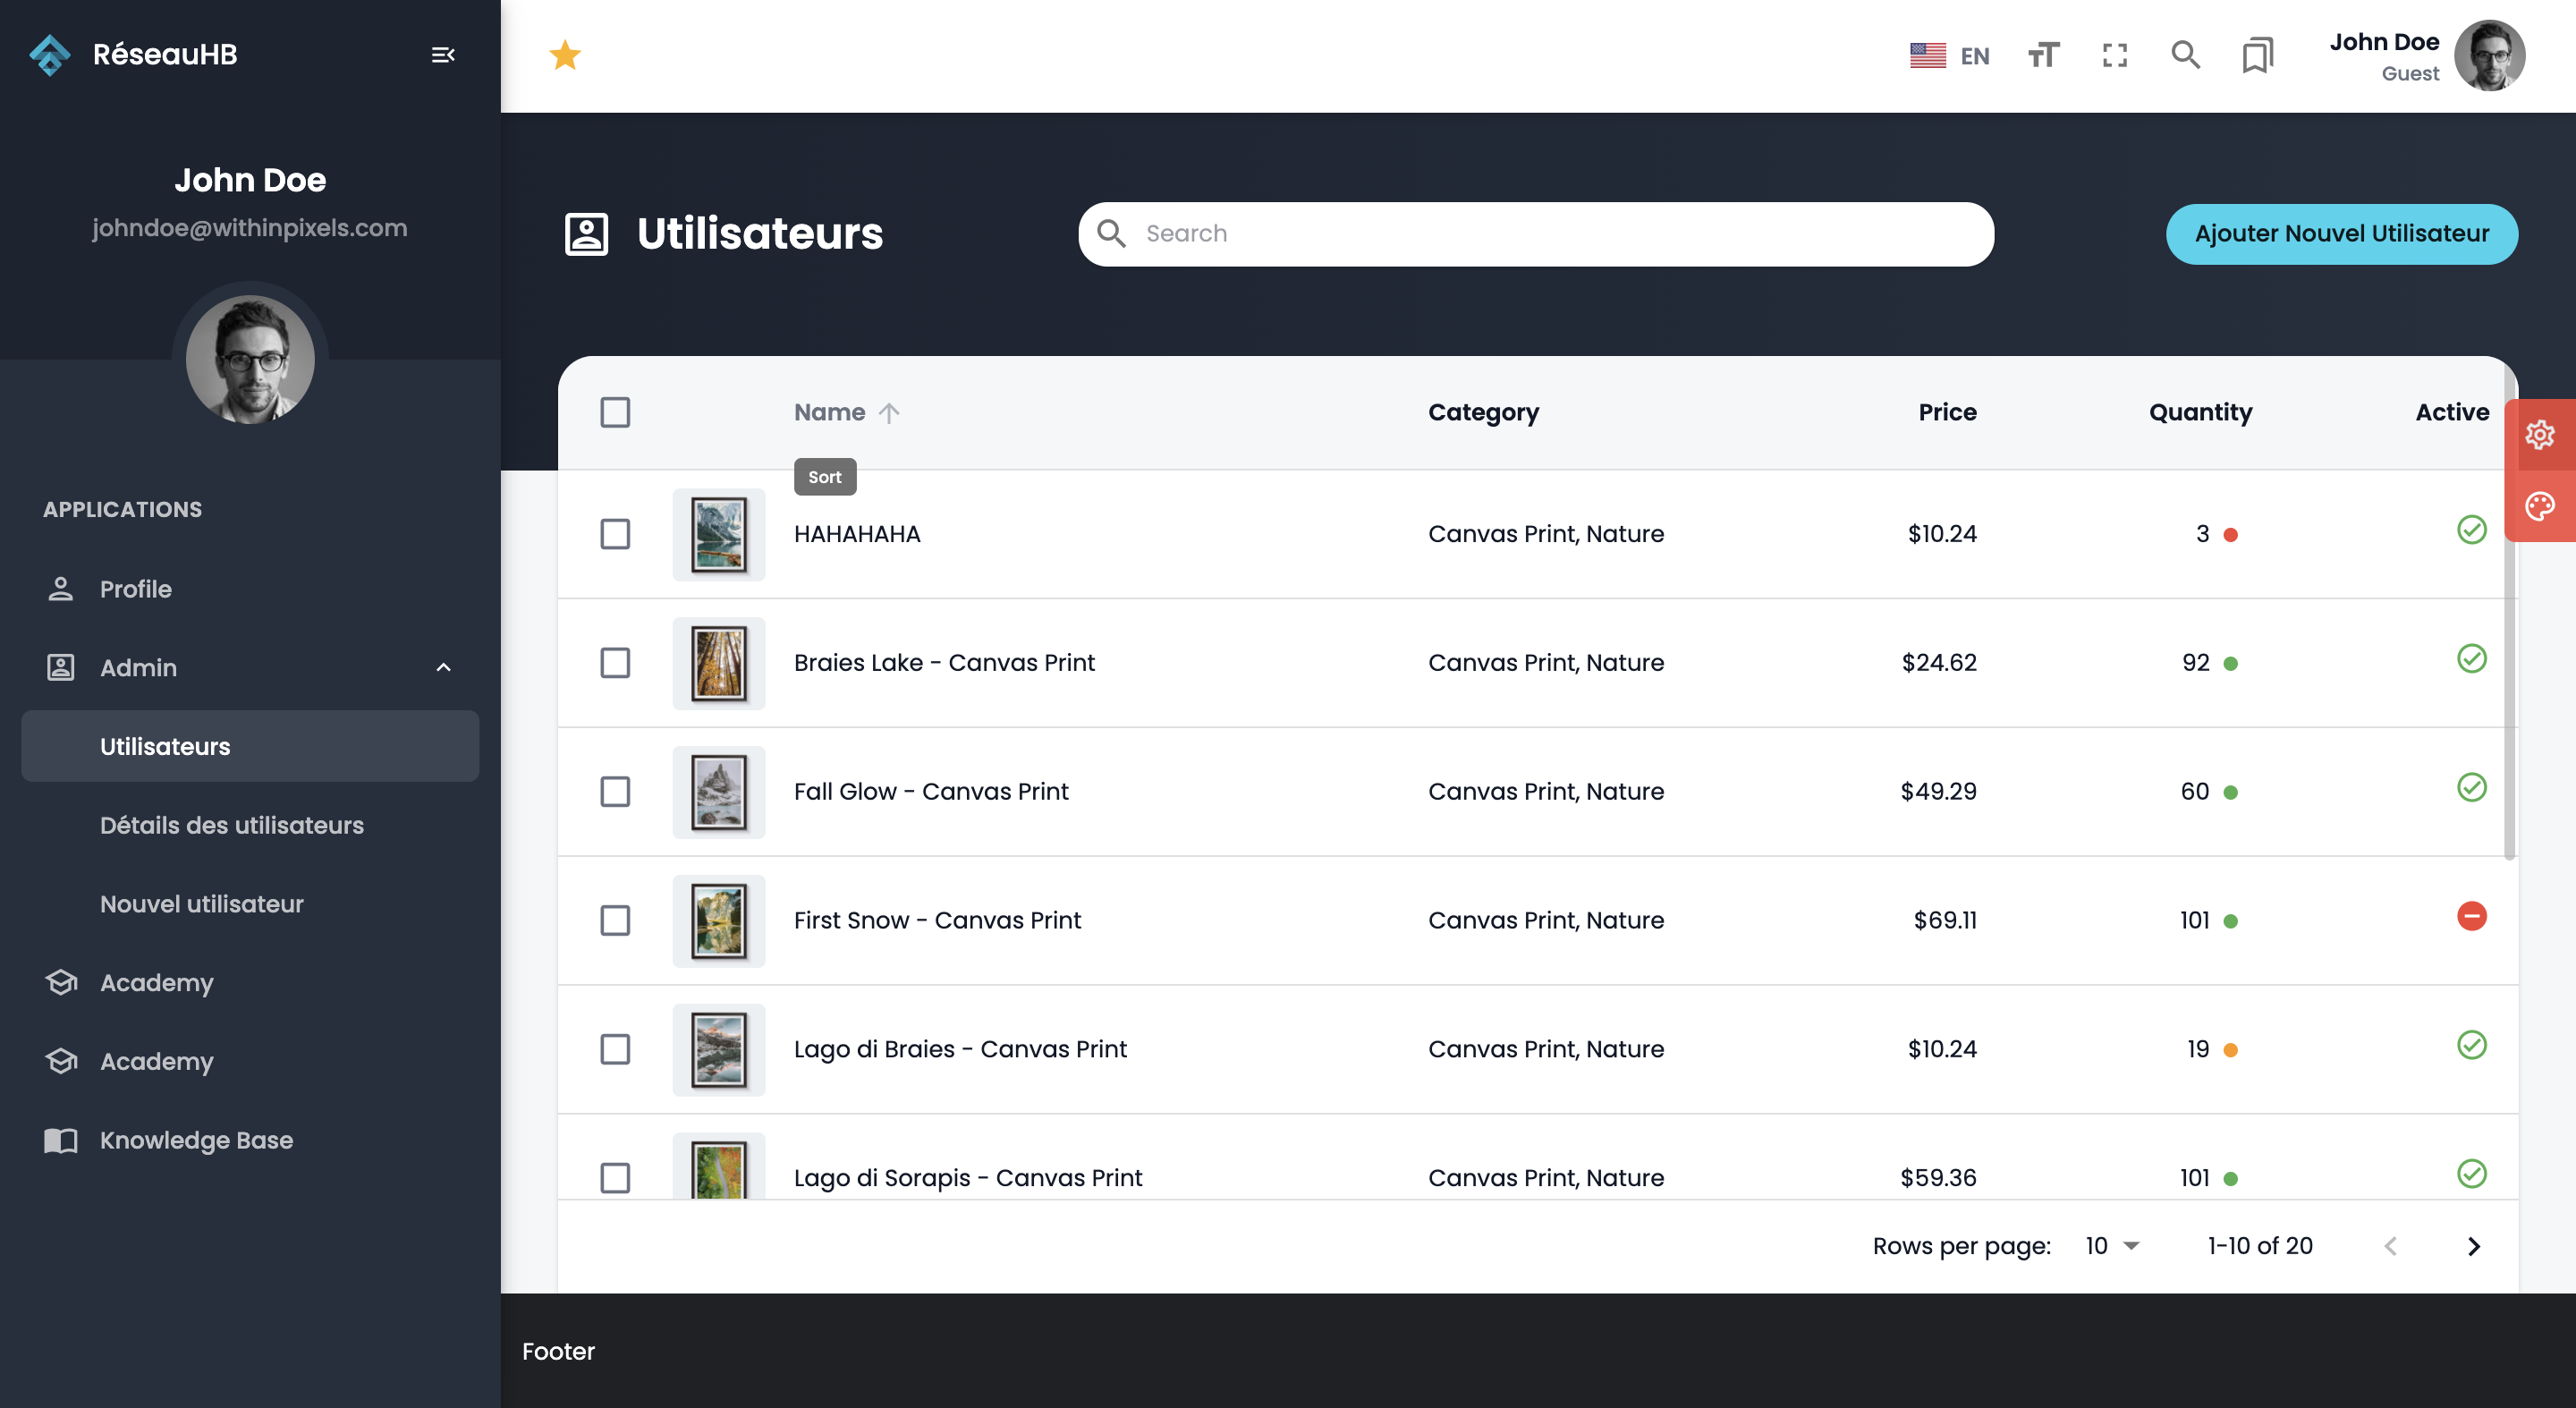 RéseauHB
EN
John Doe
Guest
John Doe
johndoe@withinpixels.com
Utilisateurs
Search
Ajouter Nouvel Utilisateur
APPLICATIONS
Profile
Admin
Utilisateurs
Détails des utilisateurs
Nouvel utilisateur
Academy
Academy
Knowledge Base
Name Category Price Quantity Active
Sort
HAHAHAHA Canvas Print, Nature $10.24 3
Braies Lake - Canvas Print Canvas Print, Nature $24.62 92
Fall Glow - Canvas Print Canvas Print, Nature $49.29 60
First Snow - Canvas Print Canvas Print, Nature $69.11 101
Lago di Braies - Canvas Print Canvas Print, Nature $10.24 19
Lago di Sorapis - Canvas Print Canvas Print, Nature $59.36 101
Rows per page: 10 1-10 of 20
Footer